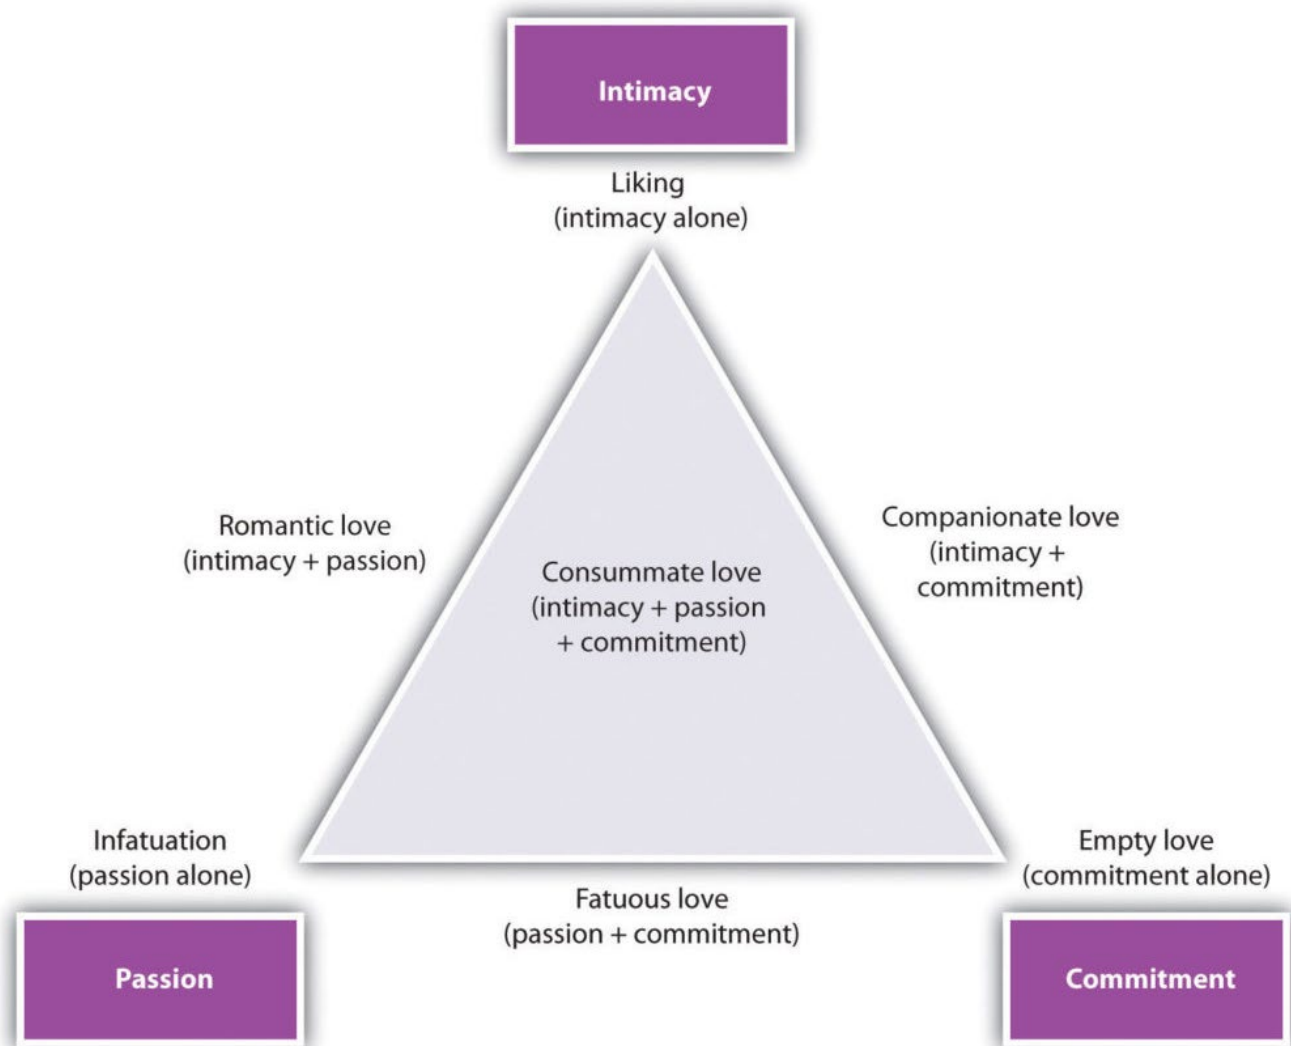 Intimacy
Liking
(intimacy alone)
Romantic love
(intimacy + passion)
Companionate love
(intimacy +
commitment)
Consummate love
(intimacy + passion
+ commitment)
Infatuation
(passion alone)
Empty love
(commitment alone)
Fatuous love
(passion + commitment)
Passion
Commitment